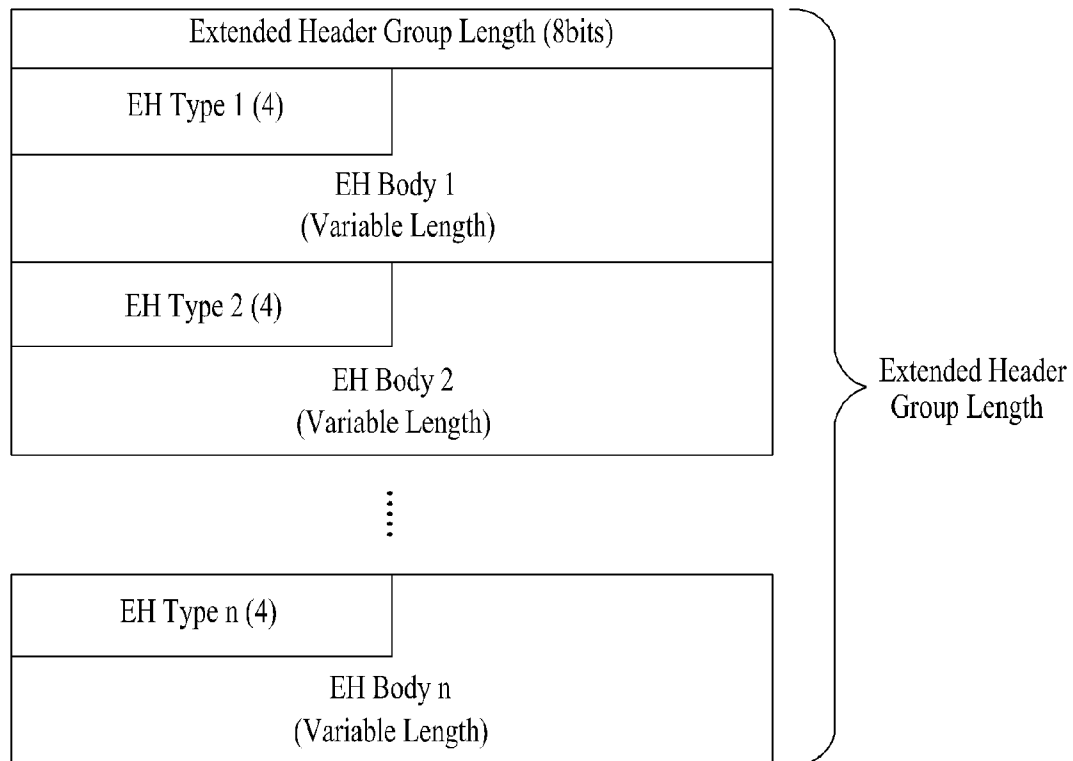 Extended Header Group Length (8bits)
EH Type 1 (4)
EH Body 1
(Variable Length)
EH Type 2 (4)
EH Body 2
(Variable Length)
Extended Header
Group Length
EH Type n (4)
EH Body n
(Variable Length)